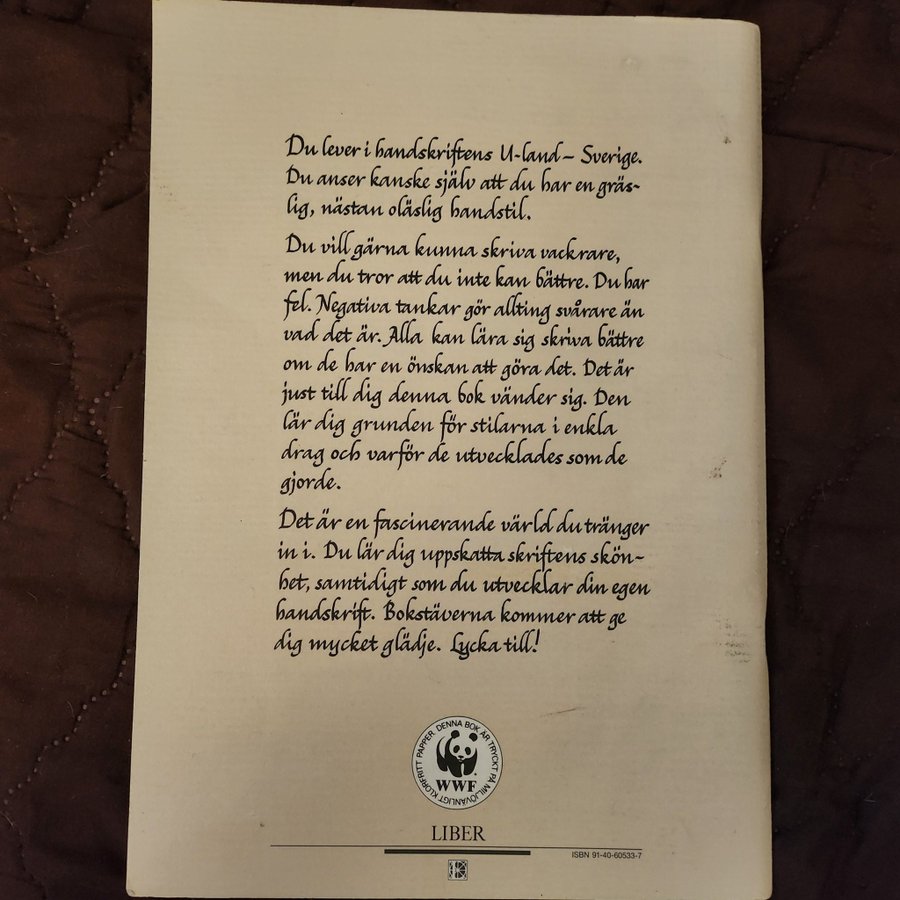 Du lever i handskriftens U-land – Sverige.
Du anser kanske själv att du har en gräs-
lig, nästan oläslig handstil.
Du vill gärna kunna skriva vackrare,
men du tror att du inte kan bättre. Du har
fel. Negativa tankar gör allting svårare än
vad det är. Alla kan lära sig skriva bättre
om de har en önskan att göra det. Det är
just till dig denna bok vänder sig. Den
lär dig grunden för stilarna i enkla
drag och varför de utvecklades som de
gjorde.
Det är en fascinerande värld du tränger
in i. Du lär dig uppskatta skriftens skön-
het, samtidigt som du utvecklar din egen
handskrift. Bokstäverna kommer att ge
dig mycket glädje. Lycka till!
DENNA BOK ÄR TRYCKT PÅ MILJÖVÄNLIGT KLORFRITT PAPPER.
WWF
LIBER
ISBN 91-40-60533-7